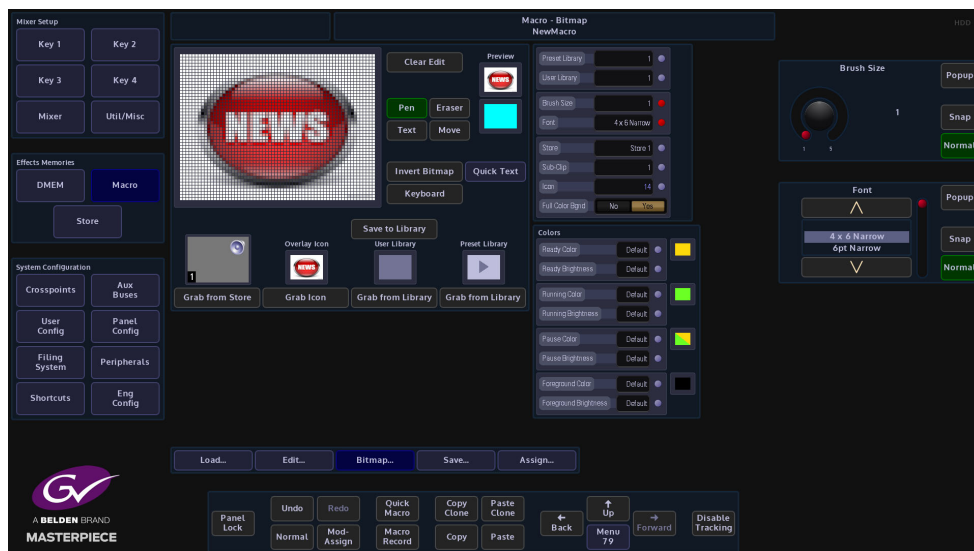 Mixer Setup
Key 1
Key 2
Key 3
Key 4
Mixer
Util/Misc
Effects Memories
DMEM
Macro
Store
System Configuration
Crosspoints
Aux
Buses
User
Config
Panel
Config
Filing
System
Peripherals
Shortcuts
Eng
Config
GV
A BELDEN BRAND
MASTERPIECE
Macro - Bitmap
NewMacro
HDD
NEWS
Clear Edit
Preview
NEWS
Pen
Eraser
Text
Move
Invert Bitmap
Quick Text
Keyboard
Save to Library
1
Overlay Icon
NEWS
User Library
Preset Library
Grab from Store
Grab Icon
Grab from Library
Grab from Library
Preset Library 1
User Library 1
Brush Size 1
Font 4 x 6 Narrow
Store Store 1
Sub-Clip 1
Icon 14
Full Color Bgnd No Yes
Colors
Ready Color Default
Ready Brightness Default
Running Color Default
Running Brightness Default
Pause Color Default
Pause Brightness Default
Foreground Color Default
Foreground Brightness Default
Brush Size
1
1 5
Popup
Snap
Normal
Font
4 x 6 Narrow
6pt Narrow
Popup
Snap
Normal
Load...
Edit...
Bitmap...
Save...
Assign...
Panel
Lock
Undo
Redo
Normal
Mod-
Assign
Quick
Macro
Macro
Record
Copy
Clone
Paste
Clone
Copy
Paste
Back
Up
Menu
79
Forward
Disable
Tracking